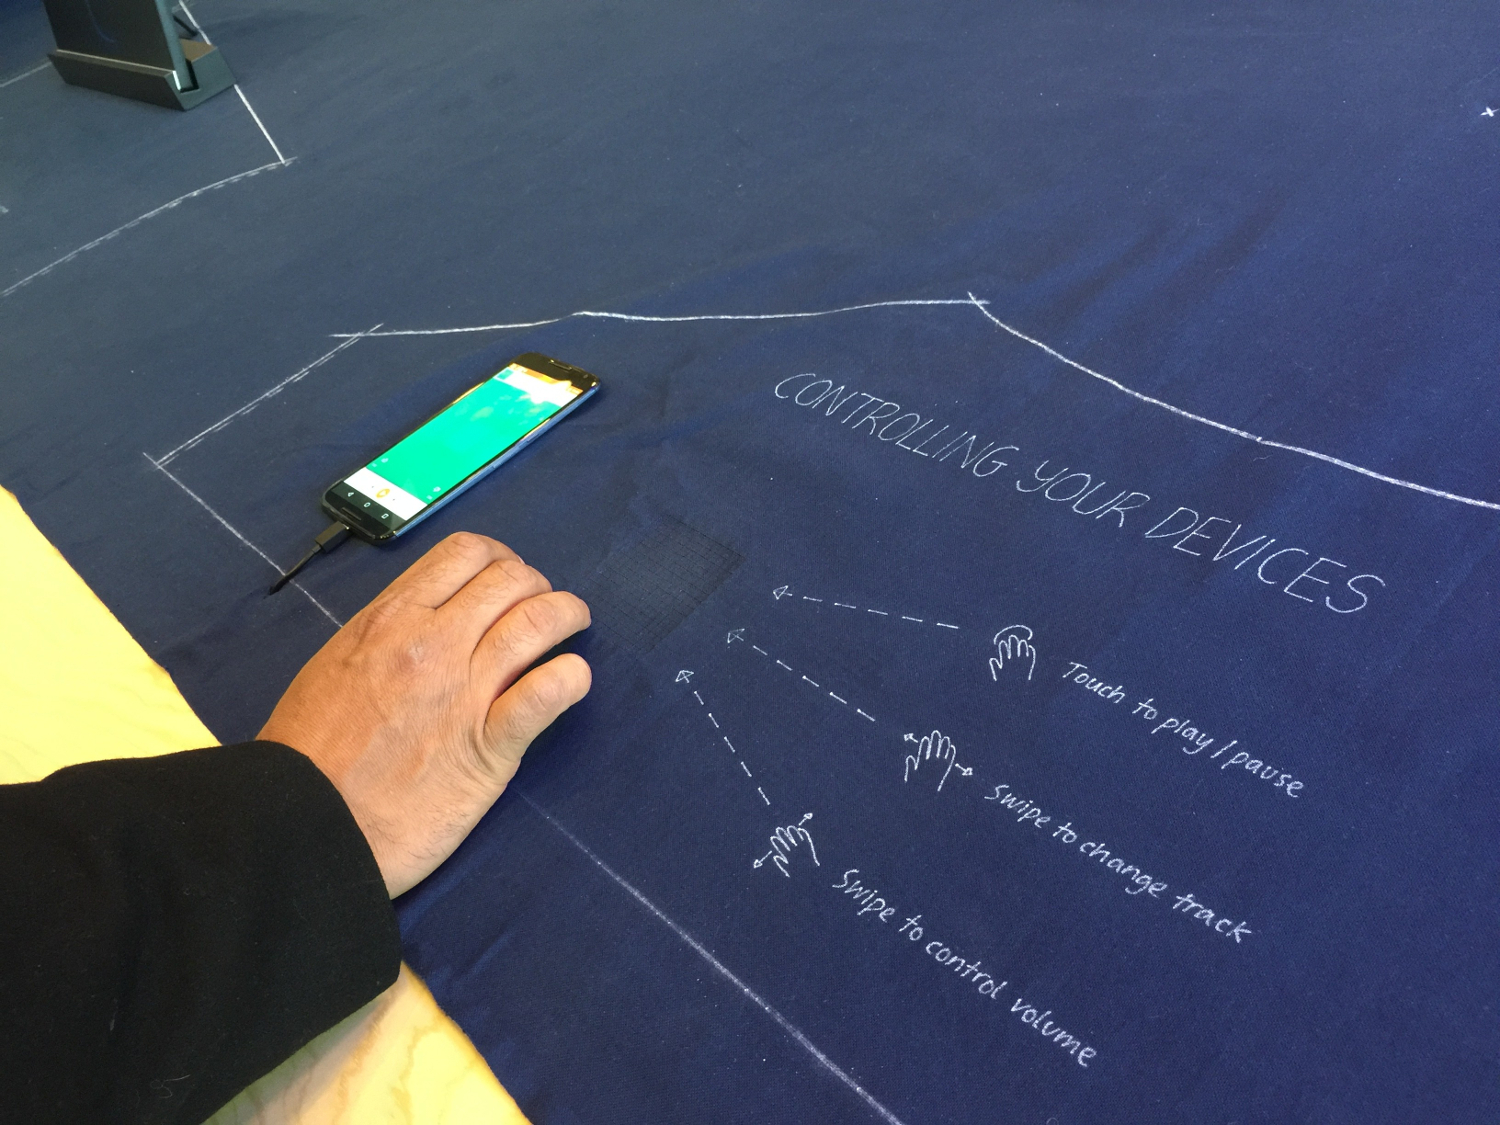 CONTROLLING YOUR DEVICES
Touch to play / pause
Swipe to change track
Swipe to control volume